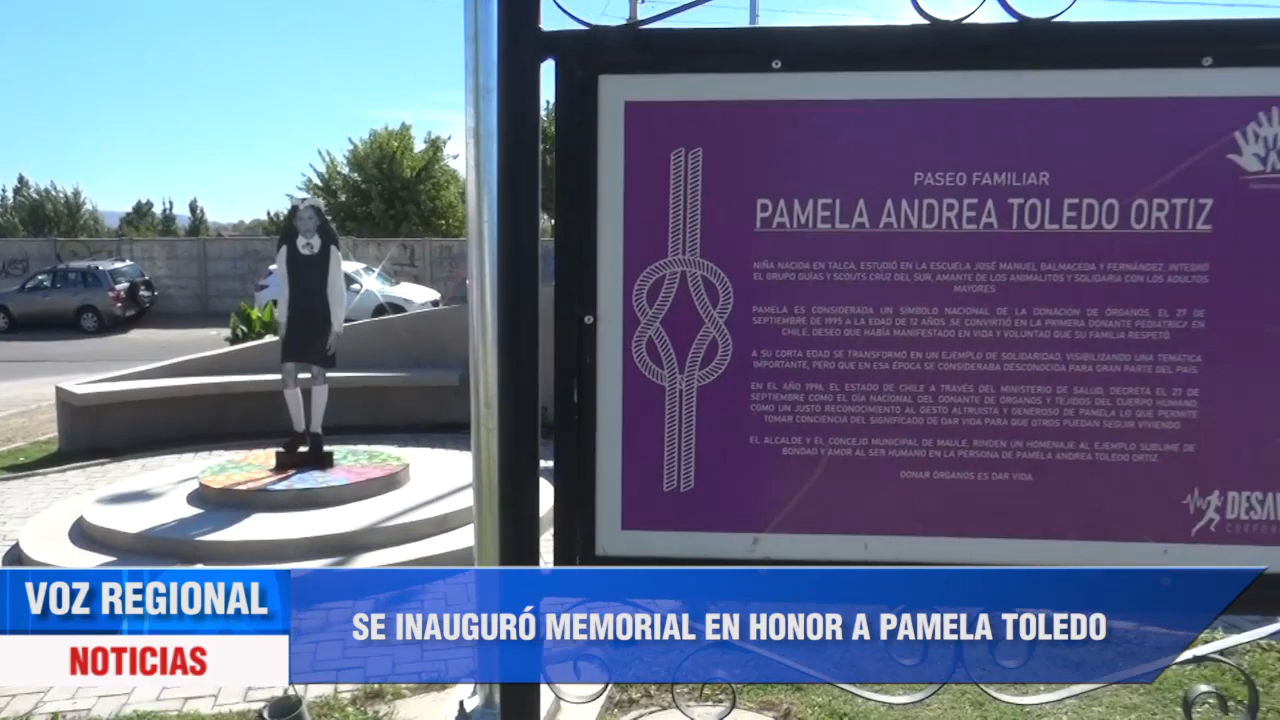 PASEO FAMILIAR
PAMELA ANDREA TOLEDO ORTIZ
NIÑA NACIDA EN TALCA, ESTUDIÓ EN LA ESCUELA JOSÉ MANUEL BALMACEDA Y FERNÁNDEZ, INTEGRÓ
EL GRUPO GUÍAS Y SCOUTS CRUZ DEL SUR, AMANTE DE LOS ANIMALITOS Y SOLIDARIA CON LOS ADULTOS
MAYORES.
PAMELA ES CONSIDERADA UN SÍMBOLO NACIONAL DE LA DONACIÓN DE ÓRGANOS, EL 27 DE
SEPTIEMBRE DE 1995 A LA EDAD DE 12 AÑOS ,SE CONVIRTIÓ EN LA PRIMERA DONANTE PEDIÁTRICA EN
CHILE, DESEO QUE HABÍA MANIFESTADO EN VIDA Y VOLUNTAD QUE SU FAMILIA RESPETÓ.
A SU CORTA EDAD SE TRANSFORMÓ EN UN EJEMPLO DE SOLIDARIDAD, VISIBILIZANDO UNA TEMÁTICA
IMPORTANTE, PERO QUE EN ESA ÉPOCA SE CONSIDERABA DESCONOCIDA PARA GRAN PARTE DEL PAÍS.
EN EL AÑO 1996, EL ESTADO DE CHILE A TRAVÉS DEL MINISTERIO DE SALUD, DECRETA EL 27 DE
SEPTIEMBRE COMO EL DÍA NACIONAL DEL DONANTE DE ÓRGANOS Y TEJIDOS DEL CUERPO HUMANO,
COMO UN JUSTO RECONOCIMIENTO AL GESTO ALTRUISTA Y GENEROSO DE PAMELA LO QUE PERMITE
TOMAR CONCIENCIA DEL SIGNIFICADO DE DAR VIDA PARA QUE OTROS PUEDAN SEGUIR VIVIENDO.
EL ALCALDE Y EL CONCEJO MUNICIPAL DE MAULE, RINDEN UN HOMENAJE AL EJEMPLO SUBLIME DE
BONDAD Y AMOR AL SER HUMANO EN LA PERSONA DE PAMELA ANDREA TOLEDO ORTIZ.
DONAR ÓRGANOS ES DAR VIDA.
VOZ REGIONAL
NOTICIAS
SE INAUGURÓ MEMORIAL EN HONOR A PAMELA TOLEDO